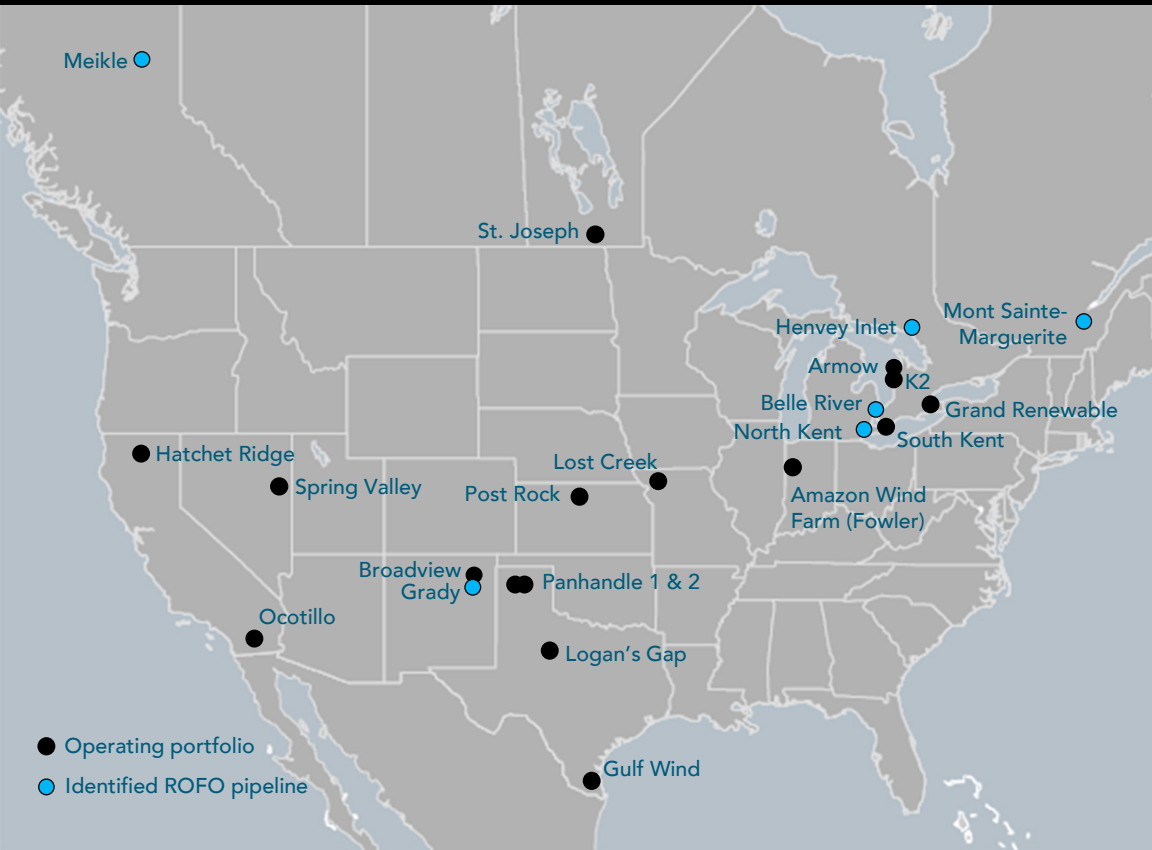 Meikle
St. Joseph
Mont Sainte-
Marguerite
Henvey Inlet
Armow
K2
Belle River
Grand Renewable
North Kent
South Kent
Hatchet Ridge
Lost Creek
Spring Valley
Post Rock
Amazon Wind
Farm (Fowler)
Broadview
Grady
Panhandle 1 & 2
Ocotillo
Logan's Gap
Operating portfolio
Gulf Wind
Identified ROFO pipeline